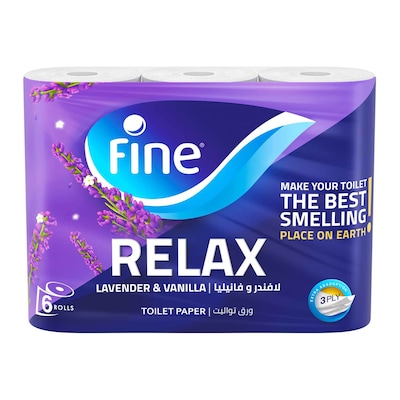 fine®
MAKE YOUR TOILET
THE BEST
SMELLING!
PLACE ON EARTH
RELAX
LAVENDER & VANILLA | لافندر و فانيليا
TOILET PAPER | ورق تواليت
6 ROLLS
3 PLY